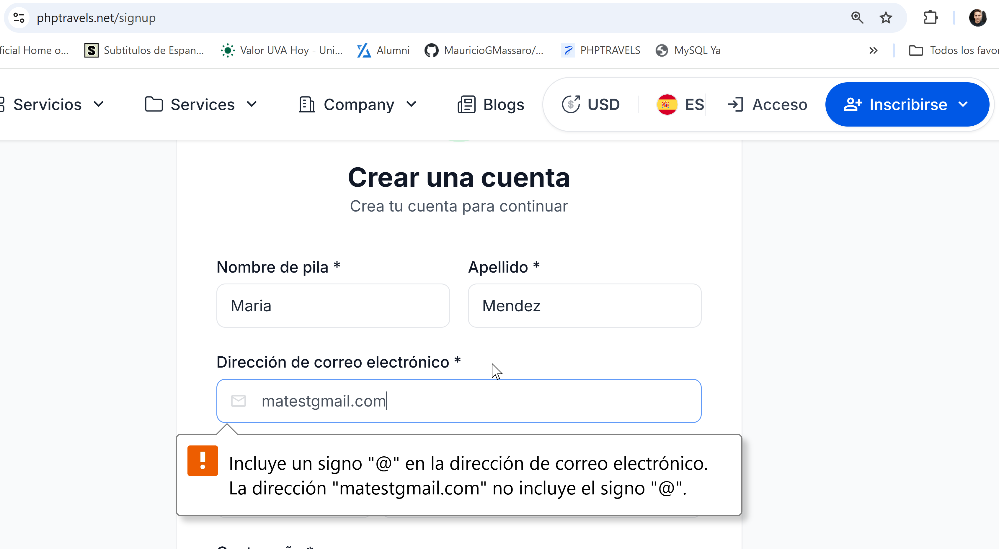 phptravels.net/signup
ficial Home o...
Subtitulos de Espan...
Valor UVA Hoy - Uni...
Alumni
MauricioGMassaro/...
PHPTRAVELS
MySQL Ya
Todos los favor
Servicios
Services
Company
Blogs
USD
ES
Acceso
Inscribirse
Crear una cuenta
Crea tu cuenta para continuar
Nombre de pila *
Apellido *
Maria
Mendez
Dirección de correo electrónico *
matestgmail.com
Incluye un signo "@" en la dirección de correo electrónico.
La dirección "matestgmail.com" no incluye el signo "@".